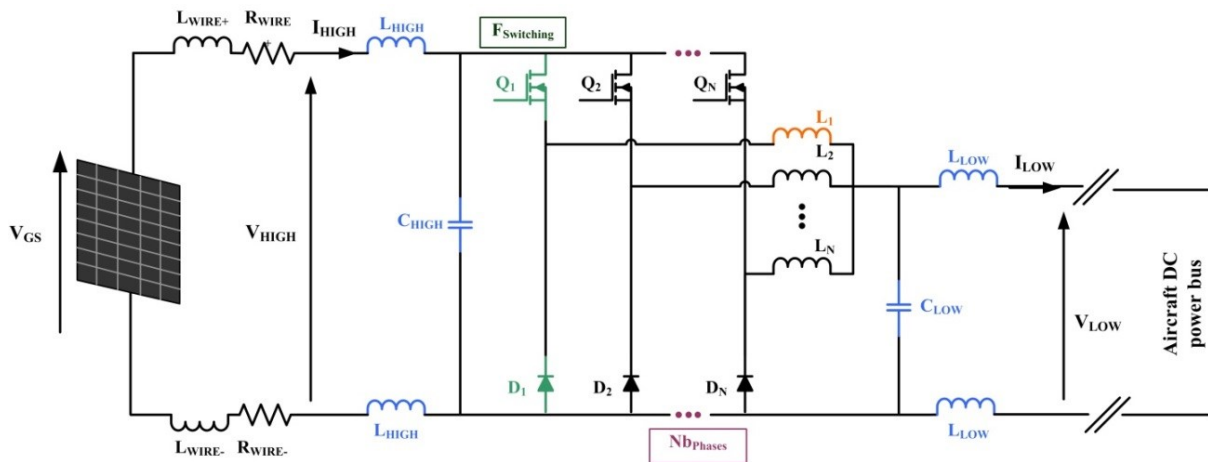 LWIRE+
RWIRE
+
IHIGH
LHIGH
FSwitching
Q1
Q2
QN
L1
L2
LN
LLOW
ILOW
VGS
VHIGH
CHIGH
CLOW
VLOW
Aircraft DC
power bus
D1
D2
DN
LWIRE-
RWIRE-
LHIGH
NbPhases
LLOW